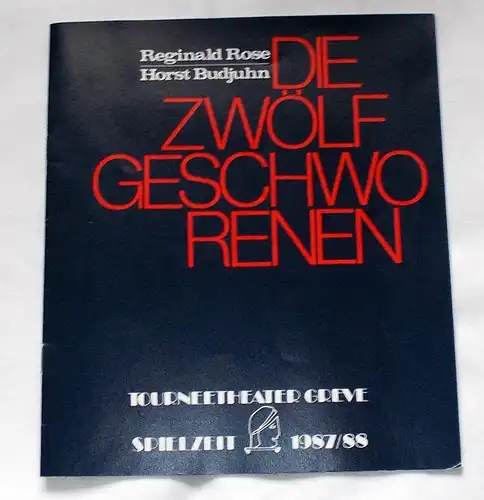 Reginald Rose
Horst Budjuhn
DIE
ZWÖLF
GESCHWO
RENEN
TOURNEETHEATER GREVE
SPIELZEIT 1987/88